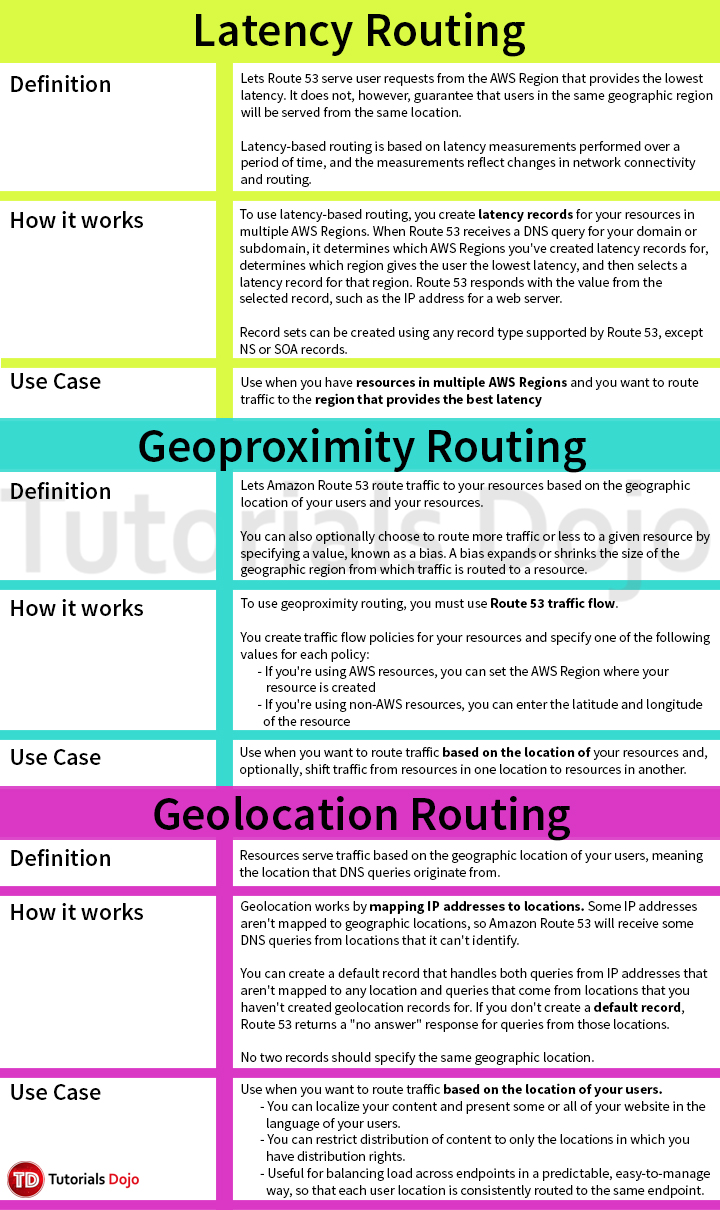 Latency Routing
Definition
Lets Route 53 serve user requests from the AWS Region that provides the lowest
latency. It does not, however, guarantee that users in the same geographic region
will be served from the same location.
Latency-based routing is based on latency measurements performed over a
period of time, and the measurements reflect changes in network connectivity
and routing.
How it works
To use latency-based routing, you create latency records for your resources in
multiple AWS Regions. When Route 53 receives a DNS query for your domain or
subdomain, it determines which AWS Regions you've created latency records for,
determines which region gives the user the lowest latency, and then selects a
latency record for that region. Route 53 responds with the value from the
selected record, such as the IP address for a web server.
Record sets can be created using any record type supported by Route 53, except
NS or SOA records.
Use Case
Use when you have resources in multiple AWS Regions and you want to route
traffic to the region that provides the best latency
Geoproximity Routing
Definition
Lets Amazon Route 53 route traffic to your resources based on the geographic
location of your users and your resources.
You can also optionally choose to route more traffic or less to a given resource by
specifying a value, known as a bias. A bias expands or shrinks the size of the
geographic region from which traffic is routed to a resource.
Tutorials Dojo
How it works
To use geoproximity routing, you must use Route 53 traffic flow.
You create traffic flow policies for your resources and specify one of the following
values for each policy:
- If you're using AWS resources, you can set the AWS Region where your
resource is created
- If you're using non-AWS resources, you can enter the latitude and longitude
of the resource
Use Case
Use when you want to route traffic based on the location of your resources and,
optionally, shift traffic from resources in one location to resources in another.
Geolocation Routing
Definition
Resources serve traffic based on the geographic location of your users, meaning
the location that DNS queries originate from.
How it works
Geolocation works by mapping IP addresses to locations. Some IP addresses
aren't mapped to geographic locations, so Amazon Route 53 will receive some
DNS queries from locations that it can't identify.
You can create a default record that handles both queries from IP addresses that
aren't mapped to any location and queries that come from locations that you
haven't created geolocation records for. If you don't create a default record,
Route 53 returns a "no answer" response for queries from those locations.
No two records should specify the same geographic location.
Use Case
Use when you want to route traffic based on the location of your users.
- You can localize your content and present some or all of your website in the
language of your users.
- You can restrict distribution of content to only the locations in which you
have distribution rights.
- Useful for balancing load across endpoints in a predictable, easy-to-manage
way, so that each user location is consistently routed to the same endpoint.
TD Tutorials Dojo